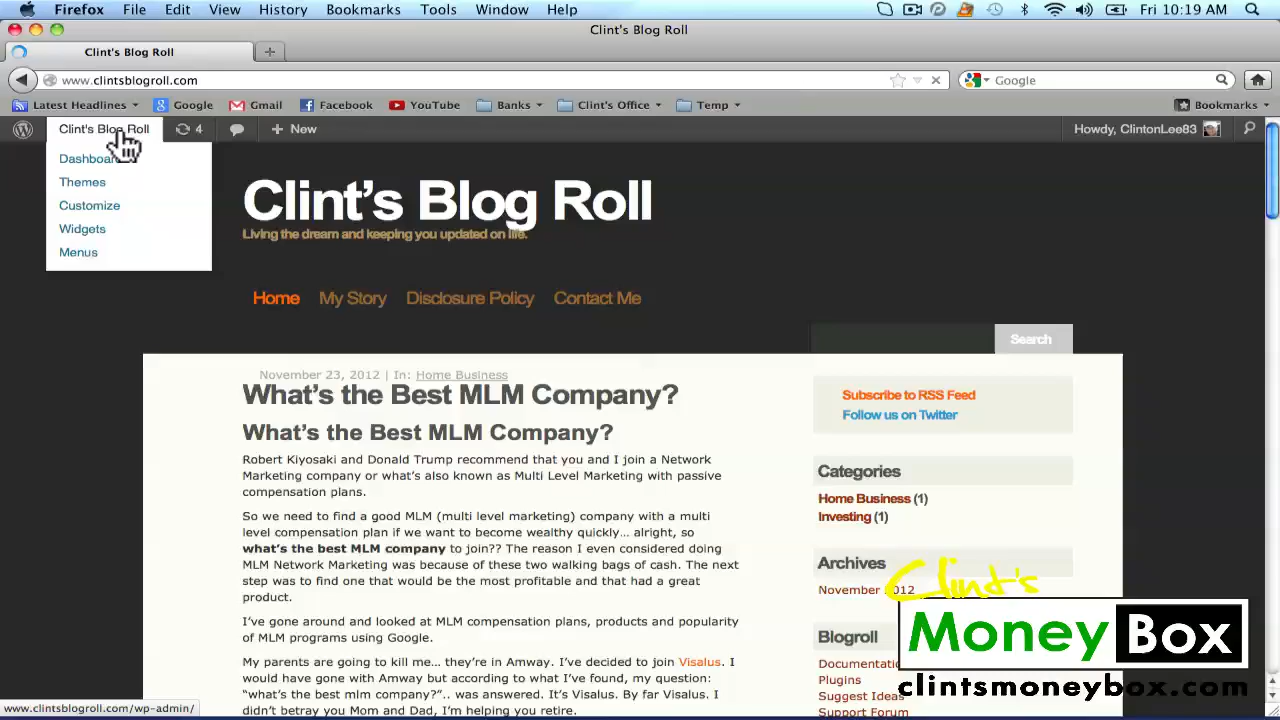 Firefox File Edit View History Bookmarks Tools Window Help Fri 10:19 AM
Clint's Blog Roll
Clint's Blog Roll
www.clintsblogroll.com Google
Latest Headlines Google Gmail Facebook YouTube Banks Clint's Office Temp Bookmarks
Clint's Blog Roll 4 + New Howdy, ClintonLee83
Dashboard
Themes
Customize
Widgets
Menus
Clint's Blog Roll
Living the dream and keeping you updated on life.
Home My Story Disclosure Policy Contact Me
Search
November 23, 2012 | In: Home Business
What's the Best MLM Company?
What's the Best MLM Company?
Robert Kiyosaki and Donald Trump recommend that you and I join a Network
Marketing company or what's also known as Multi Level Marketing with passive
compensation plans.
So we need to find a good MLM (multi level marketing) company with a multi
level compensation plan if we want to become wealthy quickly... alright, so
what's the best MLM company to join?? The reason I even considered doing
MLM Network Marketing was because of these two walking bags of cash. The next
step was to find one that would be the most profitable and that had a great
product.
I've gone around and looked at MLM compensation plans, products and popularity
of MLM programs using Google.
My parents are going to kill me... they're in Amway. I've decided to join Visalus. I
would have gone with Amway but according to what I've found, my question:
"what's the best mlm company?".. was answered. It's Visalus. By far Visalus. I
didn't betray you Mom and Dad, I'm helping you retire.
Subscribe to RSS Feed
Follow us on Twitter
Categories
Home Business (1)
Investing (1)
Archives
November 2012
Blogroll
Documentation
Plugins
Suggest Ideas
Support Forum
Clint's
Money Box
clintsmoneybox.com
www.clintsblogroll.com/wp-admin/